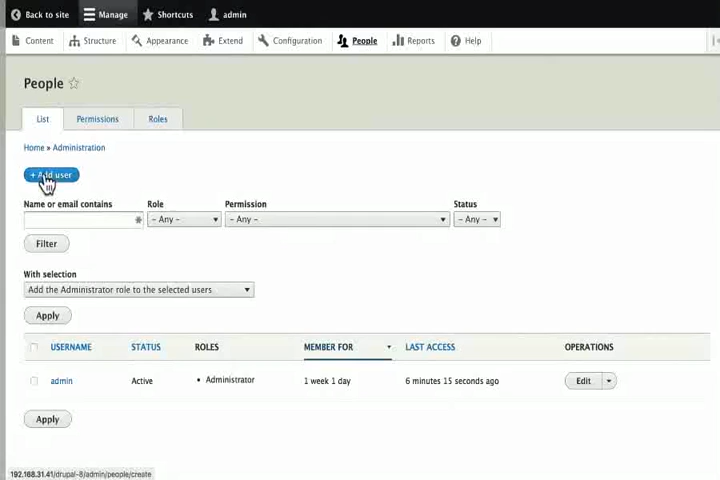 Back to site Manage Shortcuts admin
Content Structure Appearance Extend Configuration People Reports Help
People
List Permissions Roles
Home » Administration
+ Add user
Name or email contains Role Permission Status
- Any - - Any - - Any -
Filter
With selection
Add the Administrator role to the selected users
Apply
USERNAME STATUS ROLES MEMBER FOR LAST ACCESS OPERATIONS
admin Active • Administrator 1 week 1 day 6 minutes 15 seconds ago Edit
Apply
192.168.31.41/drupal-8/admin/people/create